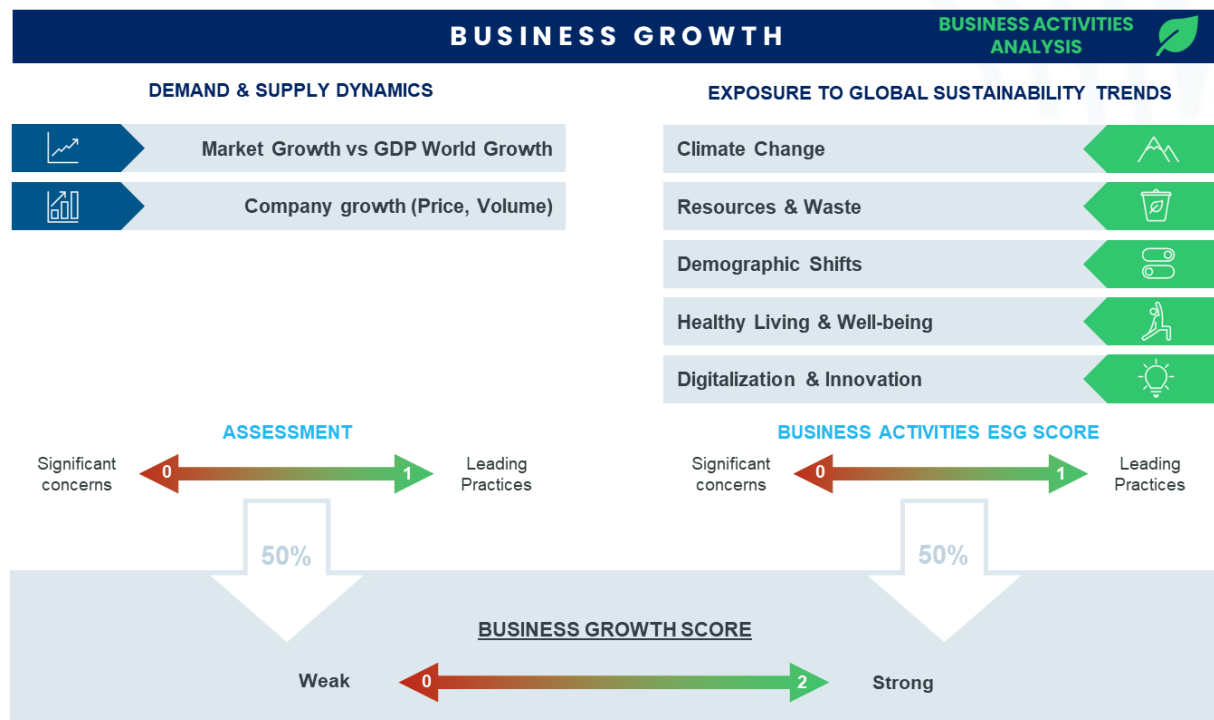 BUSINESS GROWTH
BUSINESS ACTIVITIES
ANALYSIS
DEMAND & SUPPLY DYNAMICS
Market Growth vs GDP World Growth
Company growth (Price, Volume)
EXPOSURE TO GLOBAL SUSTAINABILITY TRENDS
Climate Change
Resources & Waste
Demographic Shifts
Healthy Living & Well-being
Digitalization & Innovation
ASSESSMENT
Significant
concerns
0
1
Leading
Practices
50%
BUSINESS ACTIVITIES ESG SCORE
Significant
concerns
0
1
Leading
Practices
50%
BUSINESS GROWTH SCORE
Weak
0
2
Strong